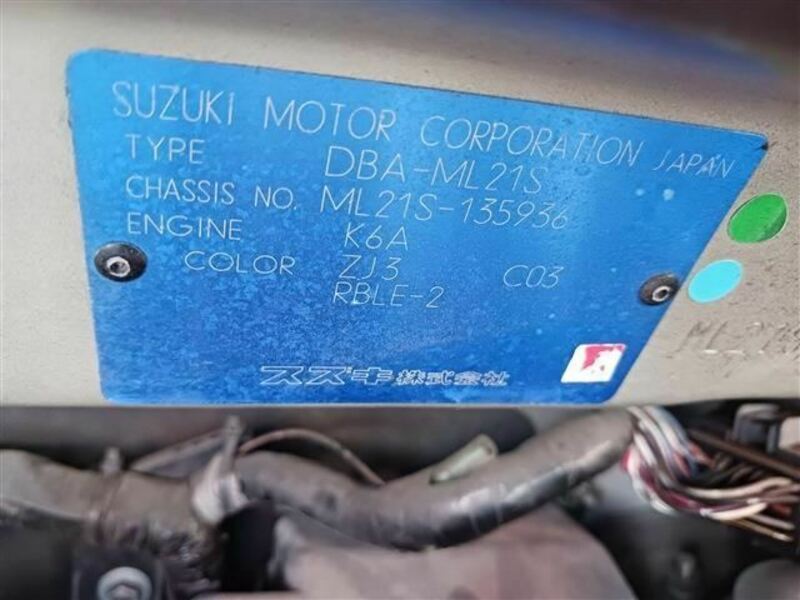 SUZUKI MOTOR CORPORATION JAPAN
TYPE DBA-ML21S
CHASSIS NO. ML21S-135936
ENGINE K6A
COLOR ZJ3 C03
RBLE-2
スズキ株式会社